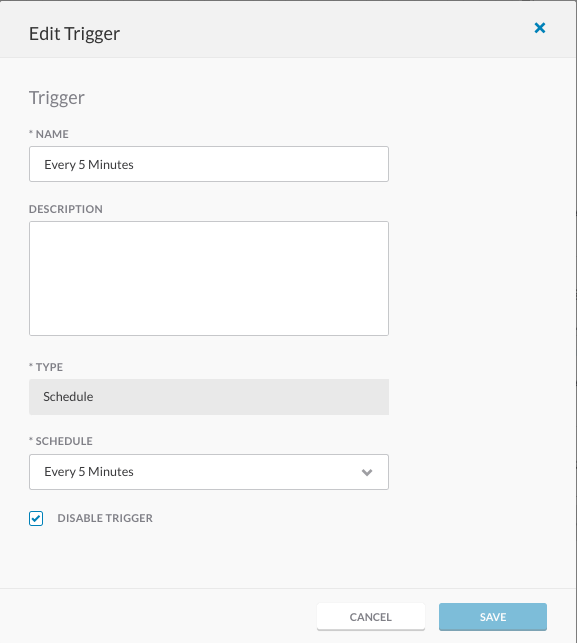 Edit Trigger
Trigger
* NAME
Every 5 Minutes
DESCRIPTION
* TYPE
Schedule
* SCHEDULE
Every 5 Minutes
DISABLE TRIGGER
CANCEL SAVE